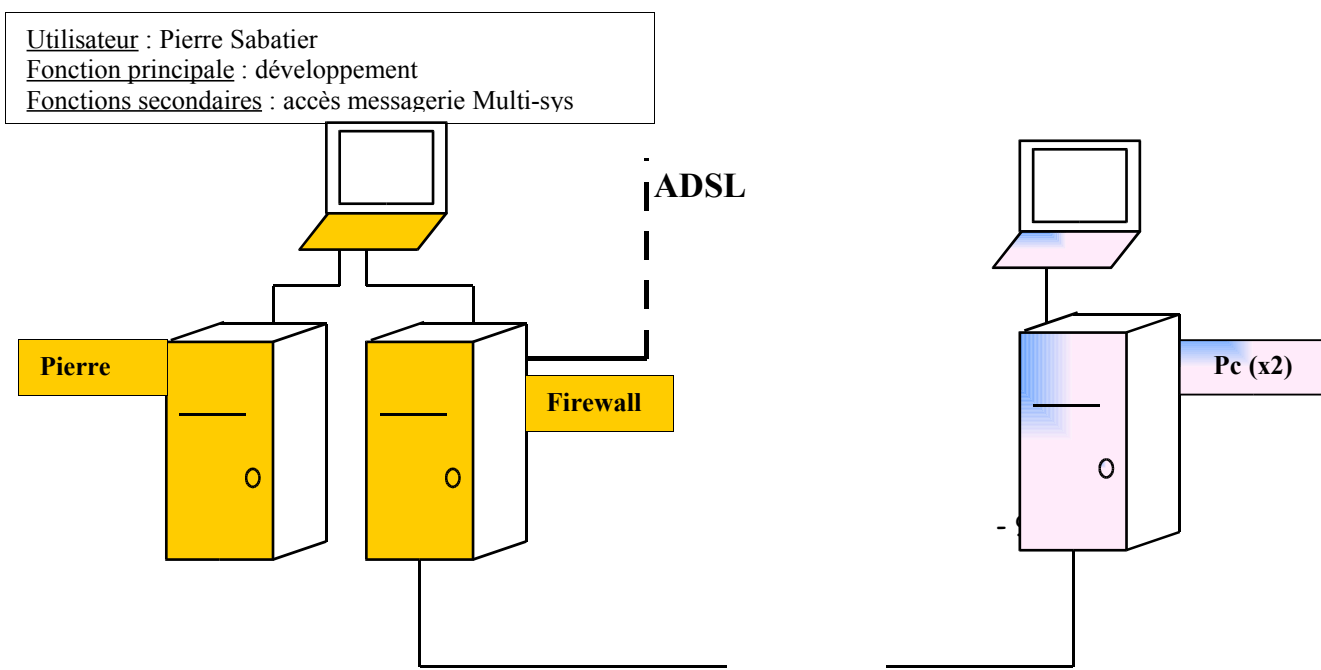 Utilisateur : Pierre Sabatier
Fonction principale : développement
Fonctions secondaires : accès messagerie Multi-sys
ADSL
Pierre
Firewall
Pc (x2)
-